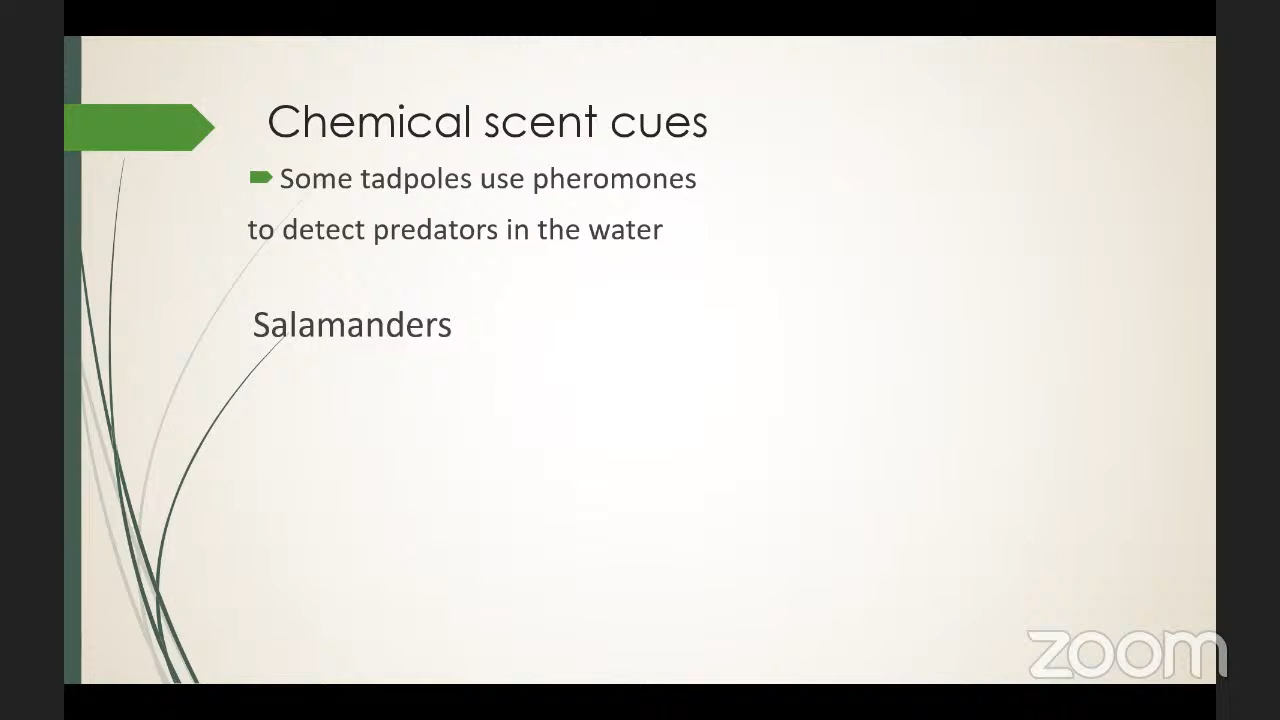 Chemical scent cues
Some tadpoles use pheromones
to detect predators in the water
Salamanders
zoom